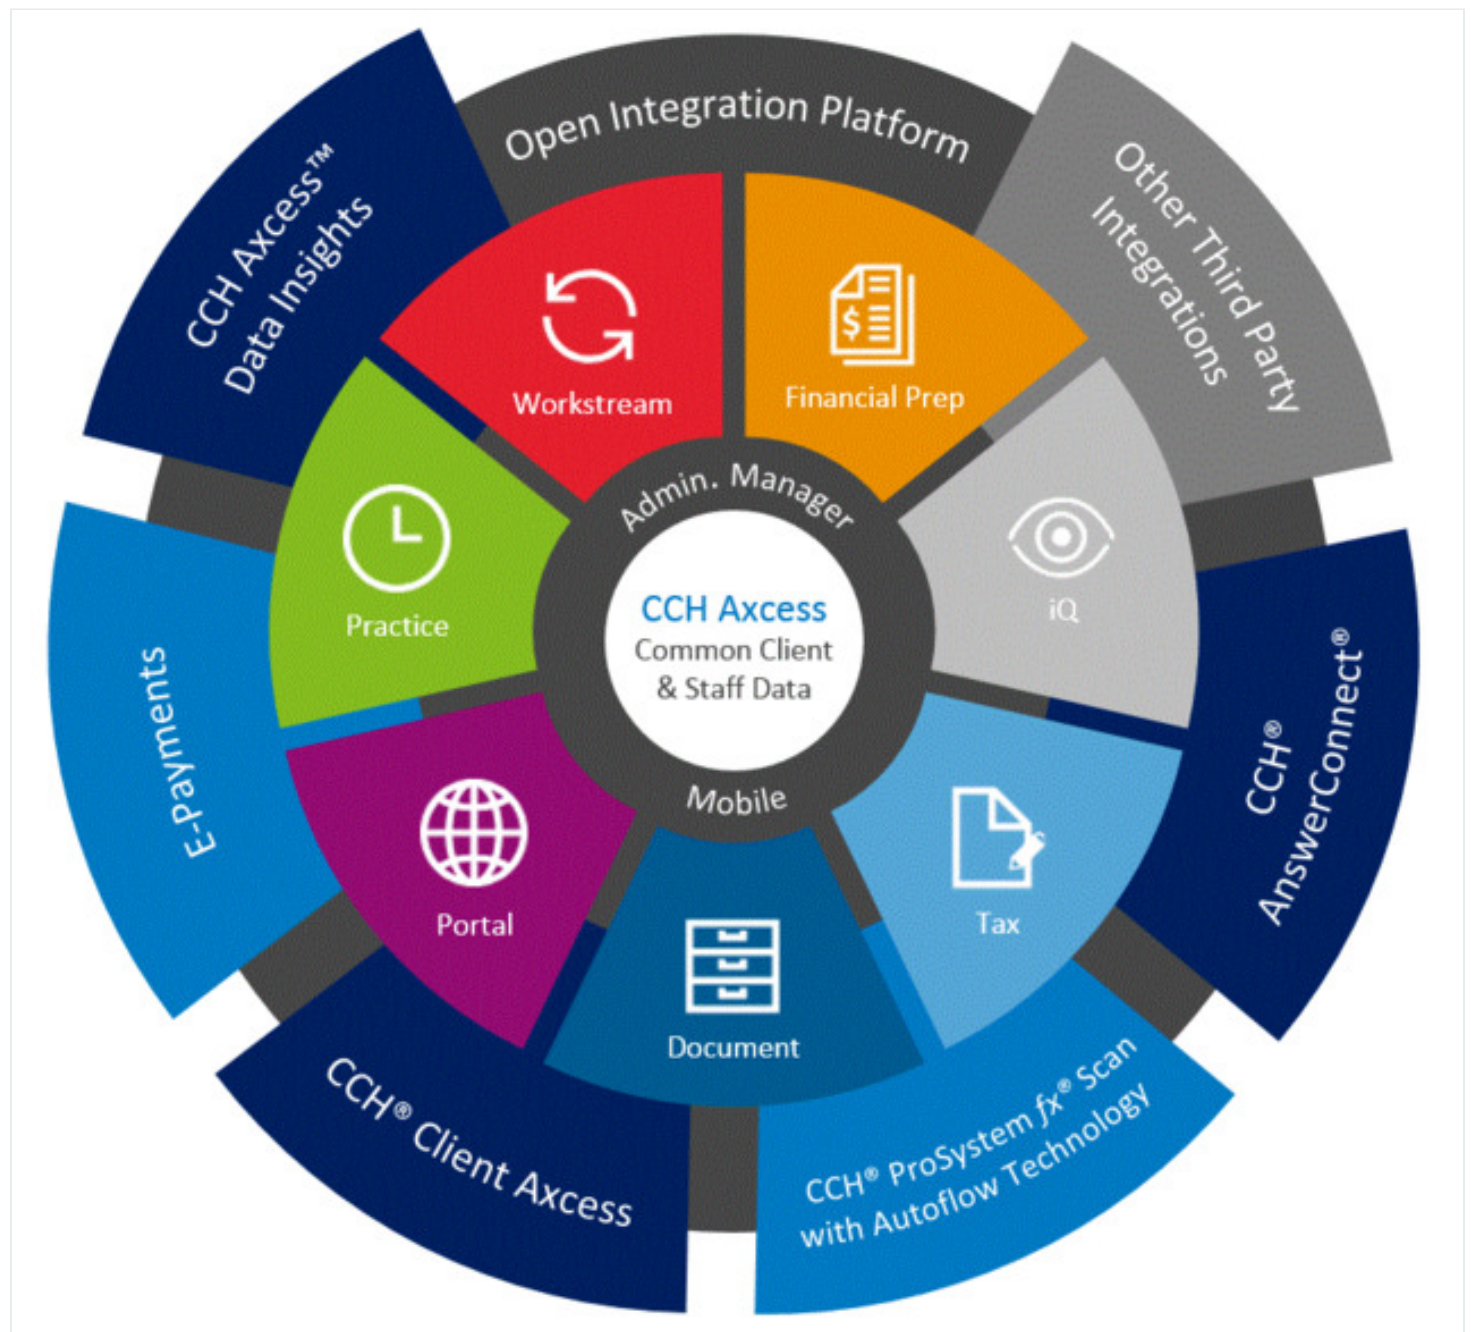 Open Integration Platform
CCH Axcess™
Data Insights
Other Third Party
Integrations
Workstream
Financial Prep
Admin. Manager
Practice
iQ
CCH Axcess
Common Client
& Staff Data
E-Payments
CCH®
AnswerConnect®
Mobile
Portal
Tax
Document
CCH® Client Axcess
CCH® ProSystem fx® Scan
with Autoflow Technology